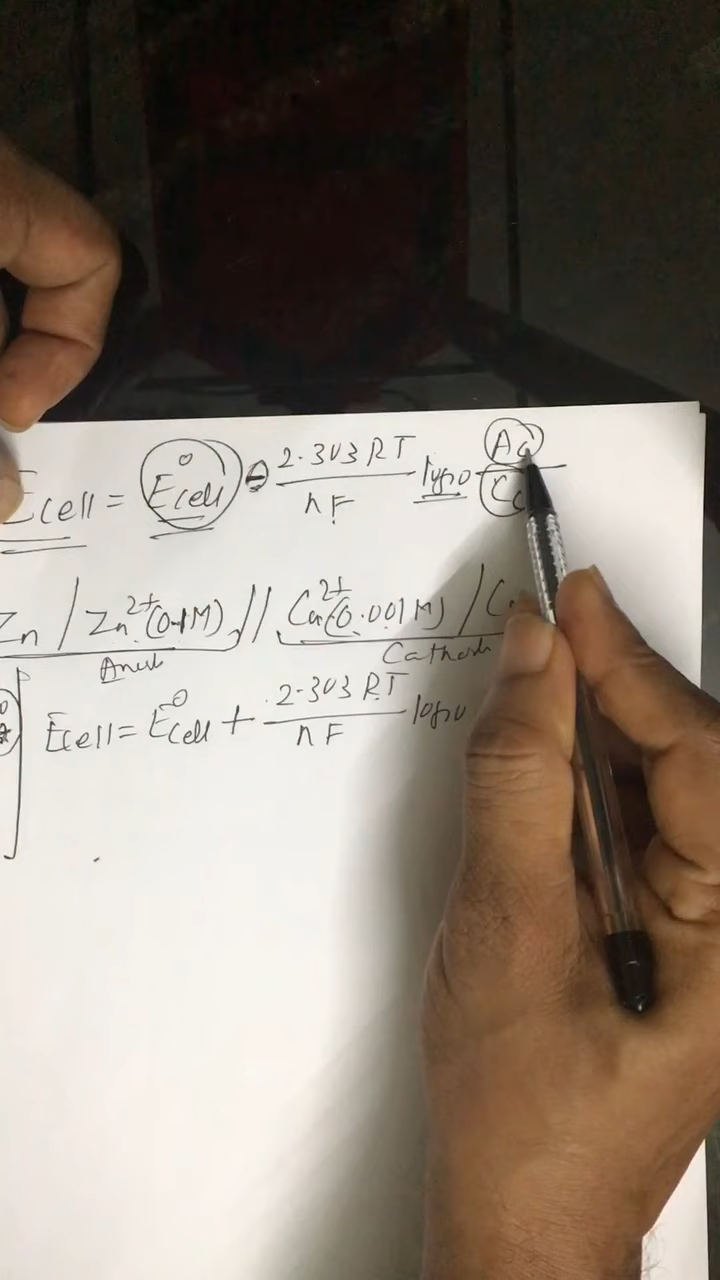 Ecell = E°cell ⊖ 2.303 RT / nF log10 Ac / Cc
Zn / Zn2+ (0.1M) // Cu2+ (0.001M) / C
Anode Cathode
Ecell = E°cell + 2.303 RT / nF log10